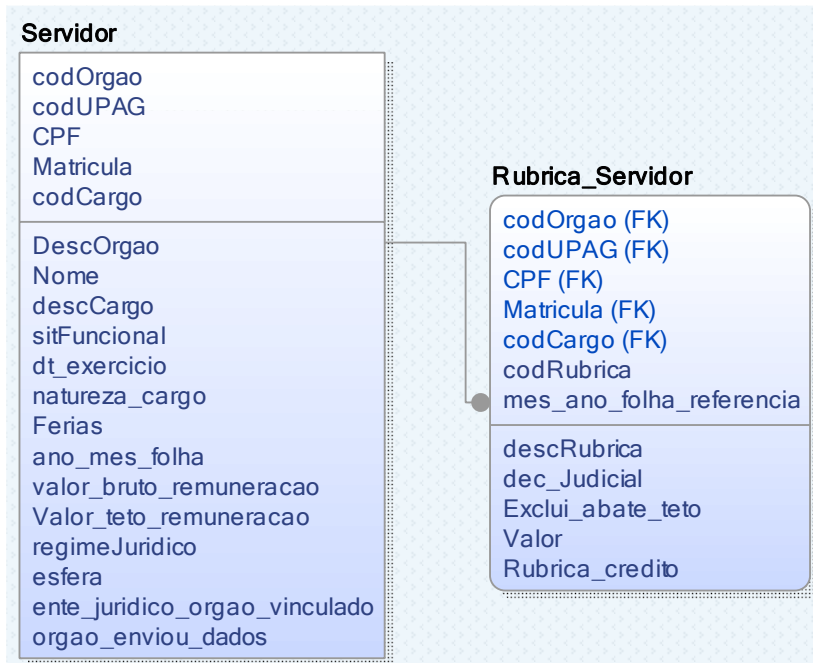 Servidor
codOrgao
codUPAG
CPF
Matricula
codCargo
DescOrgao
Nome
descCargo
sitFuncional
dt_exercicio
natureza_cargo
Ferias
ano_mes_folha
valor_bruto_remuneracao
Valor_teto_remuneracao
regimeJuridico
esfera
ente_juridico_orgao_vinculado
orgao_enviou_dados
Rubrica_Servidor
codOrgao (FK)
codUPAG (FK)
CPF (FK)
Matricula (FK)
codCargo (FK)
codRubrica
mes_ano_folha_referencia
descRubrica
dec_Judicial
Exclui_abate_teto
Valor
Rubrica_credito